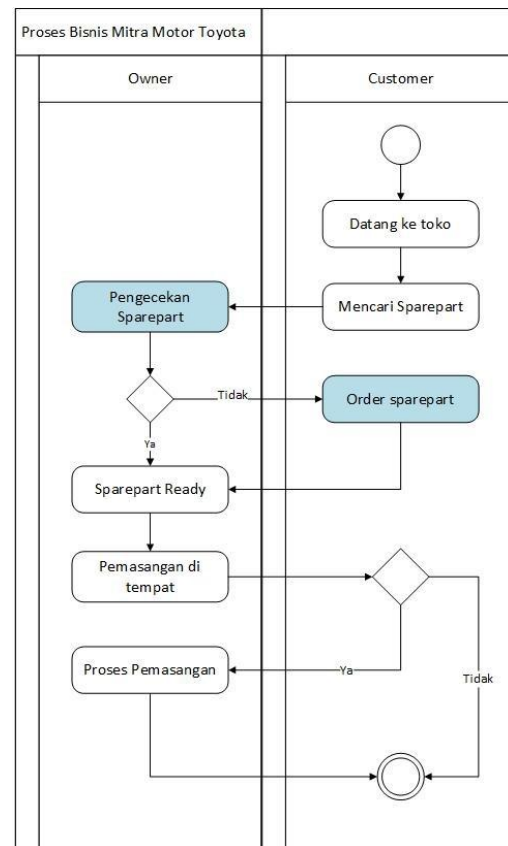 Proses Bisnis Mitra Motor Toyota
Owner
Customer
Datang ke toko
Pengecekan
Sparepart
Mencari Sparepart
Tidak
Order sparepart
Ya
Sparepart Ready
Pemasangan di
tempat
Proses Pemasangan
Ya
Tidak